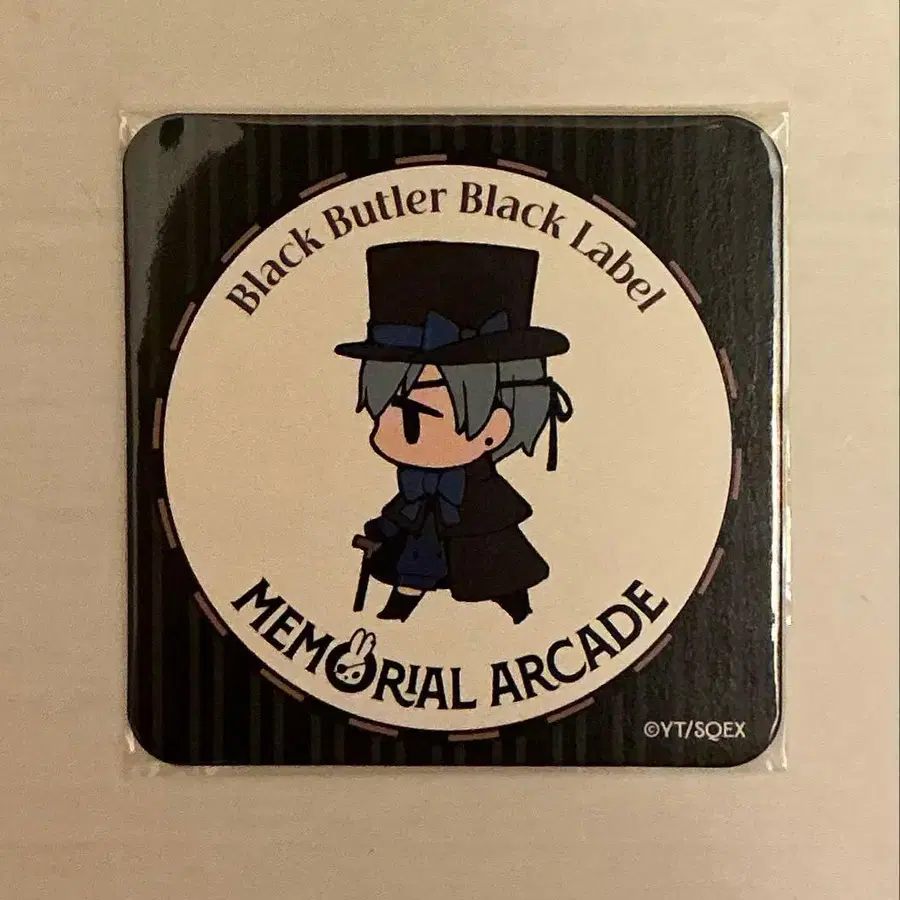 Black Butler Black Label
MEMORIAL ARCADE
©YT/SQEX